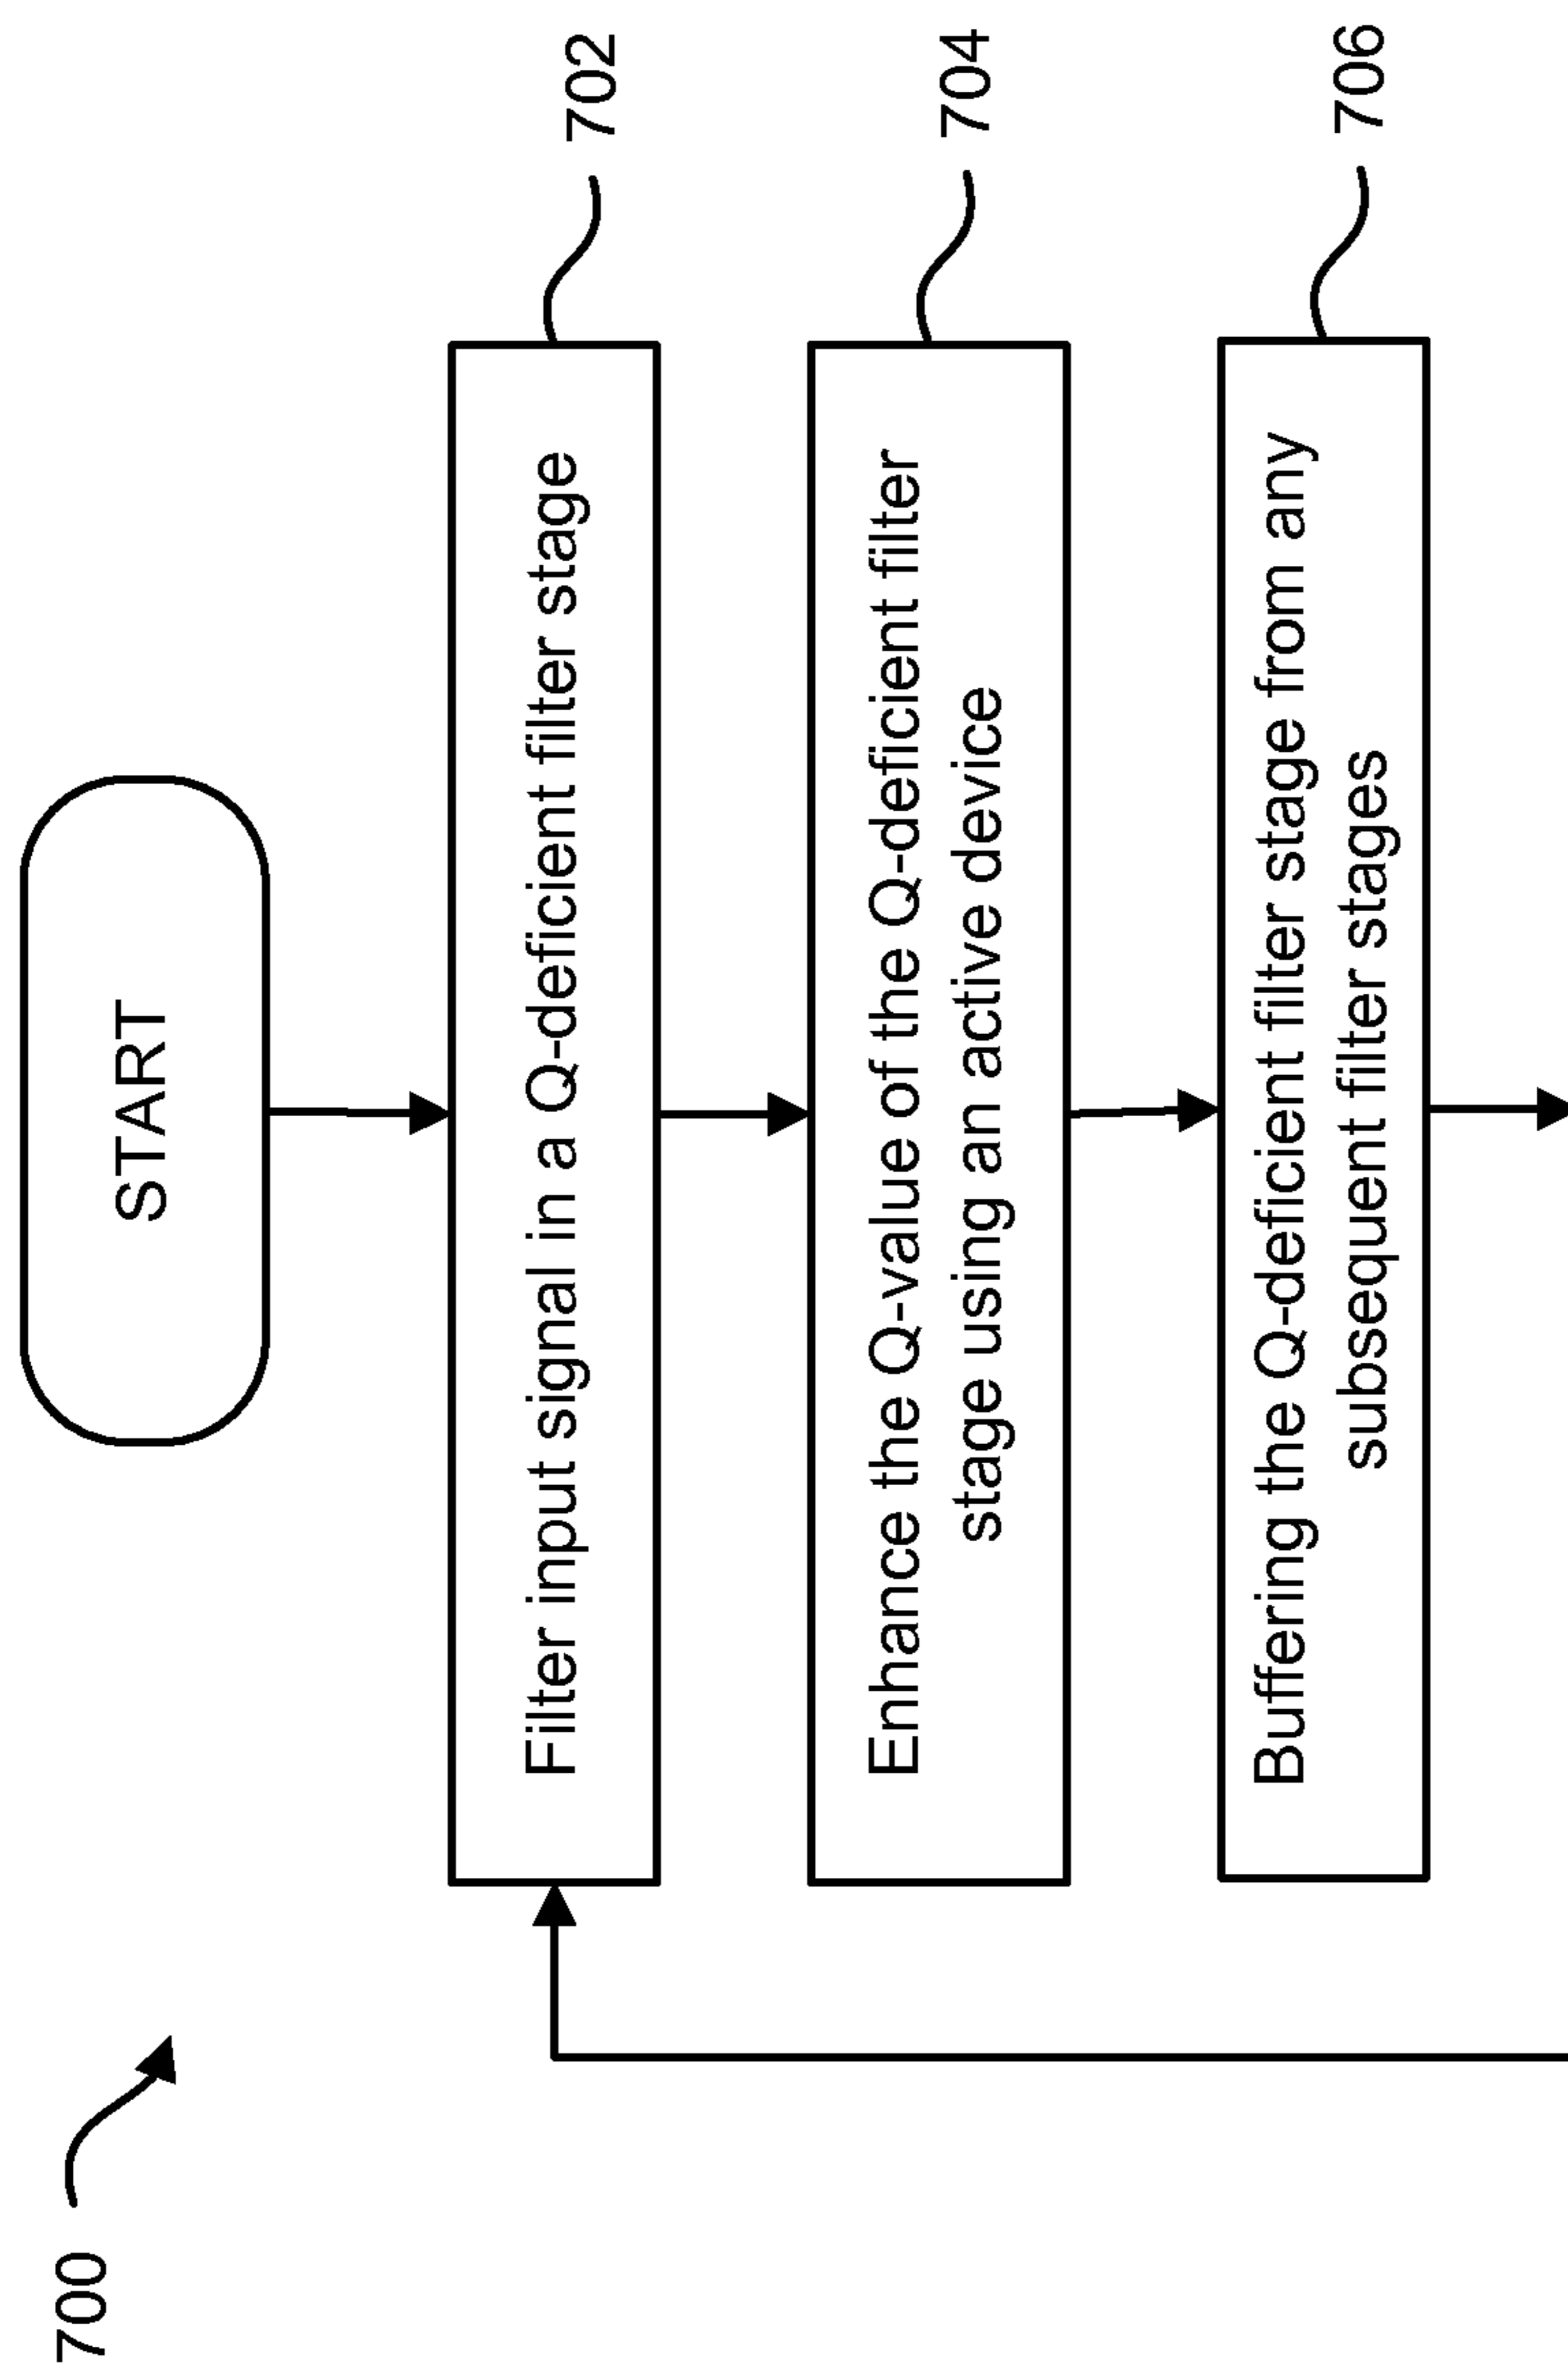 700
START
Filter input signal in a Q-deficient filter stage
702
Enhance the Q-value of the Q-deficient filter
stage using an active device
704
Buffering the Q-deficient filter stage from any
subsequent filter stages
706